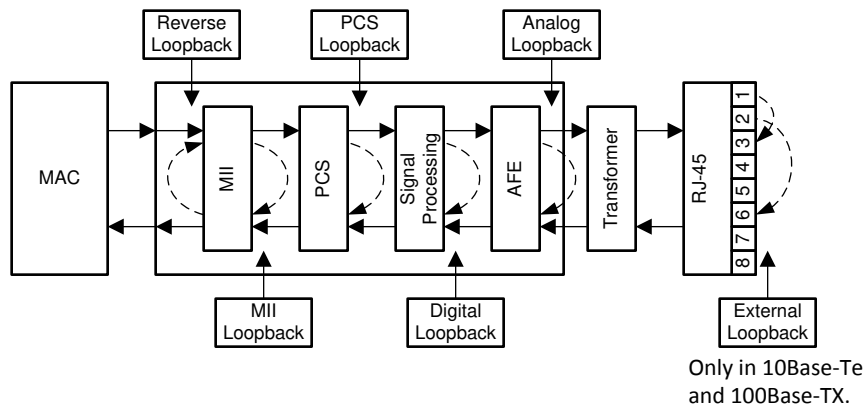 Reverse
Loopback
PCS
Loopback
Analog
Loopback
MAC
MII
PCS
Signal
Processing
AFE
Transformer
RJ-45
1
2
3
4
5
6
7
8
MII
Loopback
Digital
Loopback
External
Loopback
Only in 10Base-Te
and 100Base-TX.